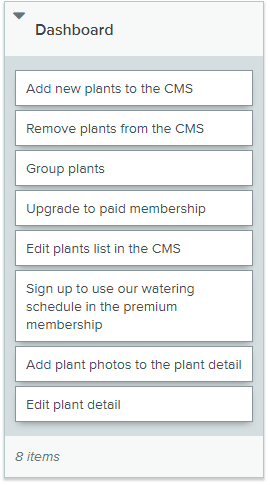 Dashboard
Add new plants to the CMS
Remove plants from the CMS
Group plants
Upgrade to paid membership
Edit plants list in the CMS
Sign up to use our watering
schedule in the premium
membership
Add plant photos to the plant detail
Edit plant detail
8 items